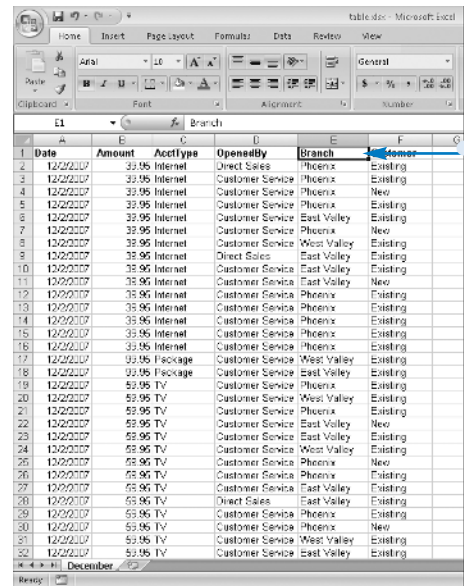 table.xlsx - Microsoft Excel
Home Insert Page Layout Formulas Data Review View
Arial 10 A A General
Paste B I U A $ % ,
Clipboard Font Alignment Number
E1 fx Branch
A B C D E F G
1 Date Amount AcctType OpenedBy Branch
2 12/2/2007 39.95 Internet Direct Sales Phoenix Existing
3 12/2/2007 39.95 Internet Customer Service Phoenix Existing
4 12/2/2007 39.95 Internet Customer Service Phoenix New
5 12/2/2007 39.95 Internet Customer Service Phoenix Existing
6 12/2/2007 39.95 Internet Customer Service East Valley Existing
7 12/2/2007 39.95 Internet Customer Service Phoenix New
8 12/2/2007 39.95 Internet Customer Service West Valley Existing
9 12/2/2007 39.95 Internet Direct Sales East Valley Existing
10 12/2/2007 39.95 Internet Customer Service East Valley Existing
11 12/2/2007 39.95 Internet Customer Service East Valley New
12 12/2/2007 39.95 Internet Customer Service Phoenix Existing
13 12/2/2007 39.95 Internet Customer Service Phoenix Existing
14 12/2/2007 39.95 Internet Customer Service Phoenix Existing
15 12/2/2007 39.95 Internet Customer Service Phoenix Existing
16 12/2/2007 39.95 Internet Customer Service Phoenix Existing
17 12/2/2007 99.95 Package Customer Service West Valley Existing
18 12/2/2007 99.95 Package Customer Service East Valley Existing
19 12/2/2007 59.95 TV Customer Service Phoenix Existing
20 12/2/2007 59.95 TV Customer Service West Valley Existing
21 12/2/2007 59.95 TV Customer Service Phoenix Existing
22 12/2/2007 59.95 TV Customer Service East Valley New
23 12/2/2007 59.95 TV Customer Service East Valley Existing
24 12/2/2007 59.95 TV Customer Service West Valley Existing
25 12/2/2007 59.95 TV Customer Service Phoenix New
26 12/2/2007 59.95 TV Customer Service Phoenix Existing
27 12/2/2007 59.95 TV Customer Service East Valley Existing
28 12/2/2007 59.95 TV Direct Sales East Valley Existing
29 12/2/2007 59.95 TV Customer Service Phoenix Existing
30 12/2/2007 59.95 TV Customer Service Phoenix New
31 12/2/2007 59.95 TV Customer Service West Valley Existing
32 12/2/2007 59.95 TV Customer Service East Valley Existing
December
Ready